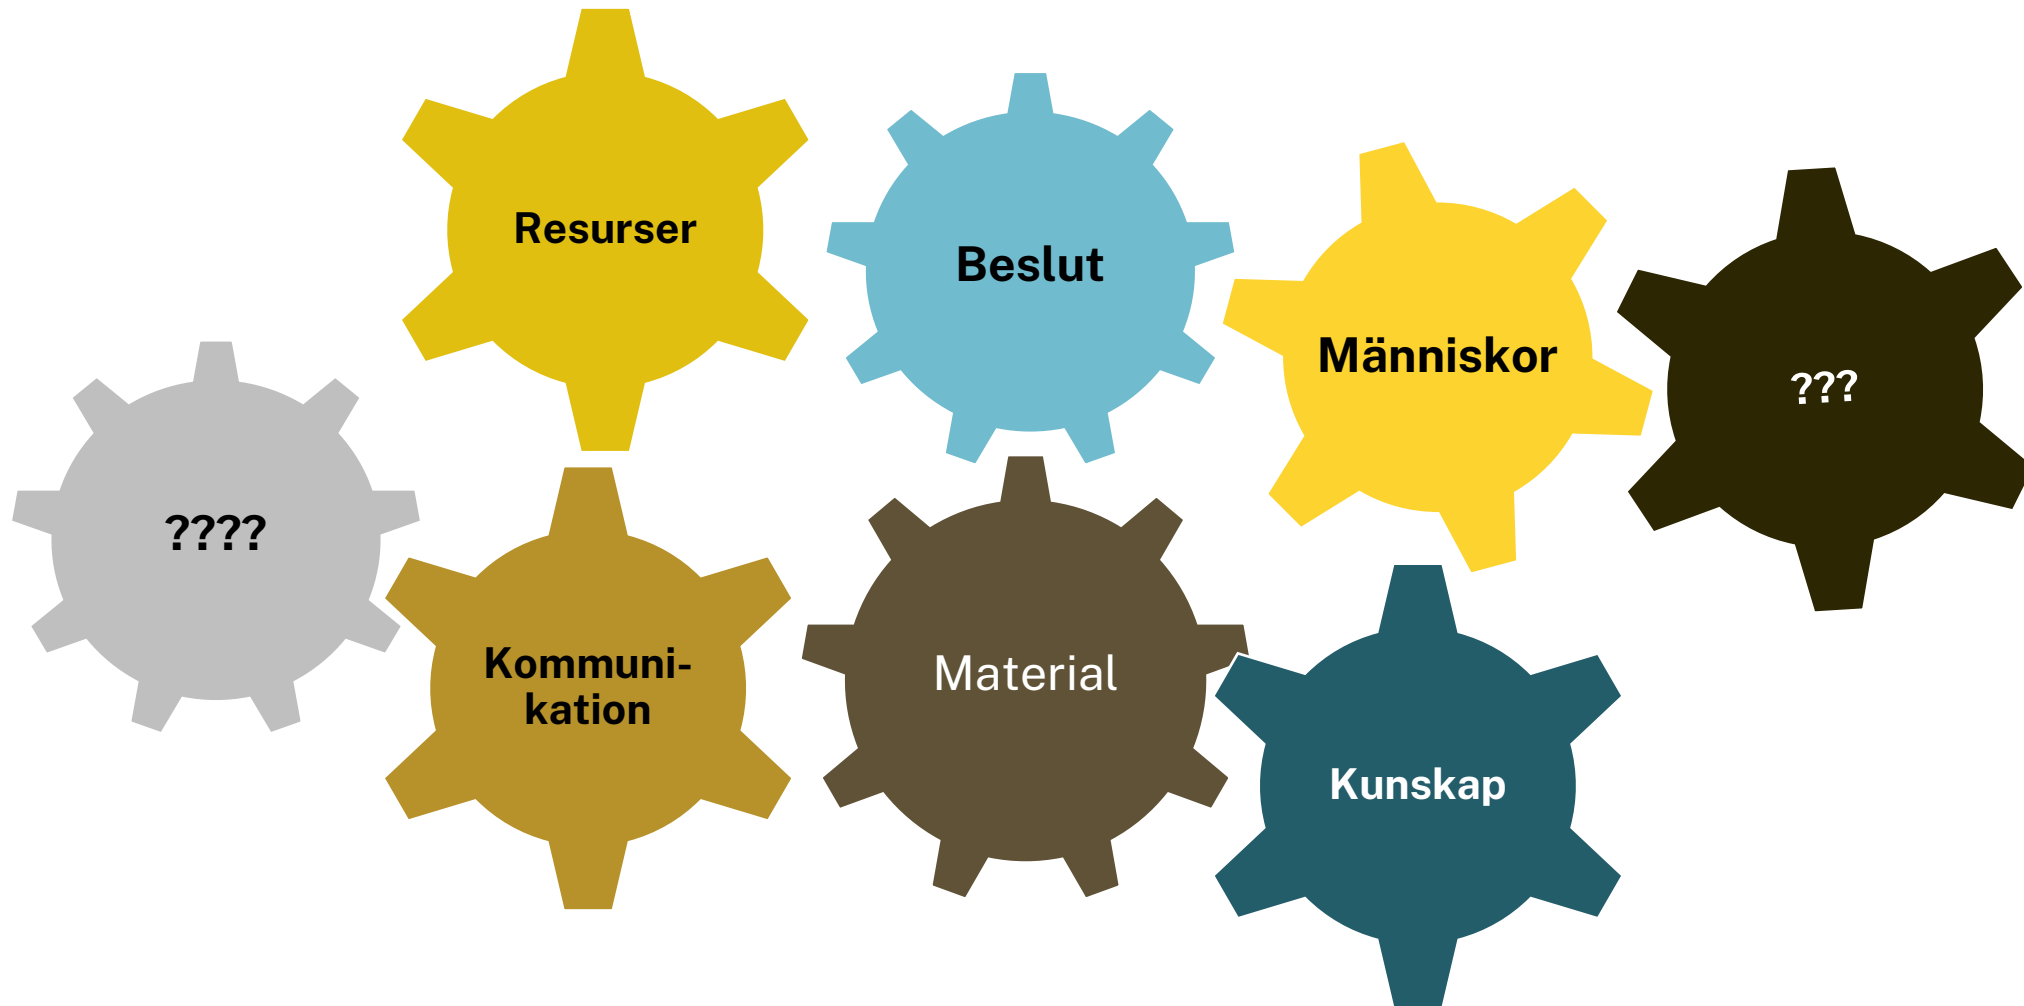 Resurser
Beslut
Människor
???
????
Kommuni-
kation
Material
Kunskap